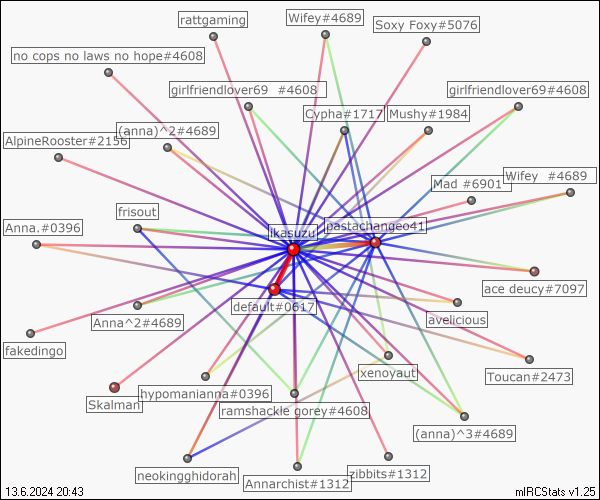 rattgaming
Wifey#4689
Soxy Foxy#5076
no cops no laws no hope#4608
girlfriendlover69 #4608
girlfriendlover69#4608
Cypha#1717
Mushy#1984
(anna)^2#4689
AlpineRooster#2156
Mad #6901
Wifey #4689
frisout
Anna.#0396
ikasuzu
pastachangeo41
ace deucy#7097
default#0617
Anna^2#4689
avelicious
fakedingo
xenoyaut
Toucan#2473
hypomanianna#0396
Skalman
ramshackle gorey#4608
(anna)^3#4689
neokingghidorah
Annarchist#1312
zibbits#1312
13.6.2024 20:43
mIRCStats v1.25